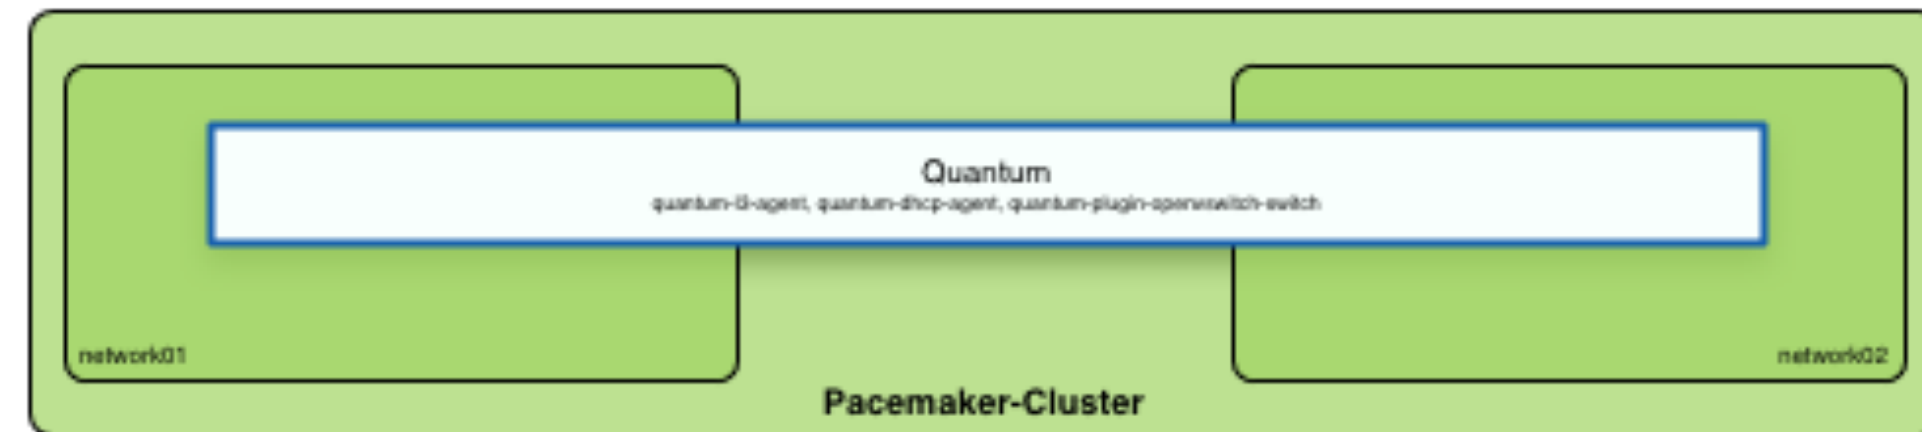 Quantum
quantum-l3-agent, quantum-dhcp-agent, quantum-plugin-openvswitch-switch
network01
network02
Pacemaker-Cluster